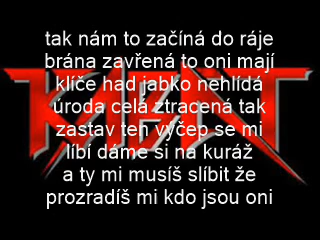 tak nám to začíná do ráje
brána zavřená to oni mají
klíče had jabko nehlídá
úroda celá ztracená tak
zastav ten výčep se mi
líbí dáme si na kuráž
a ty mi musíš slíbit že
prozradíš mi kdo jsou oni
KABÁT